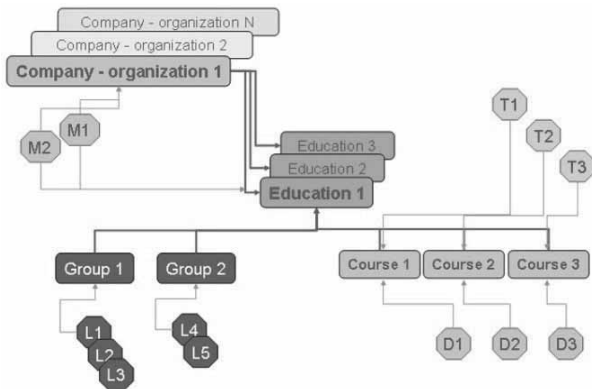 Company - organization N
Company - organization 2
Company - organization 1
T1
M1
T2
M2
Education 3
T3
Education 2
Education 1
Group 1
Group 2
Course 1
Course 2
Course 3
L1
L4
L2
L5
D1
D2
D3
L3